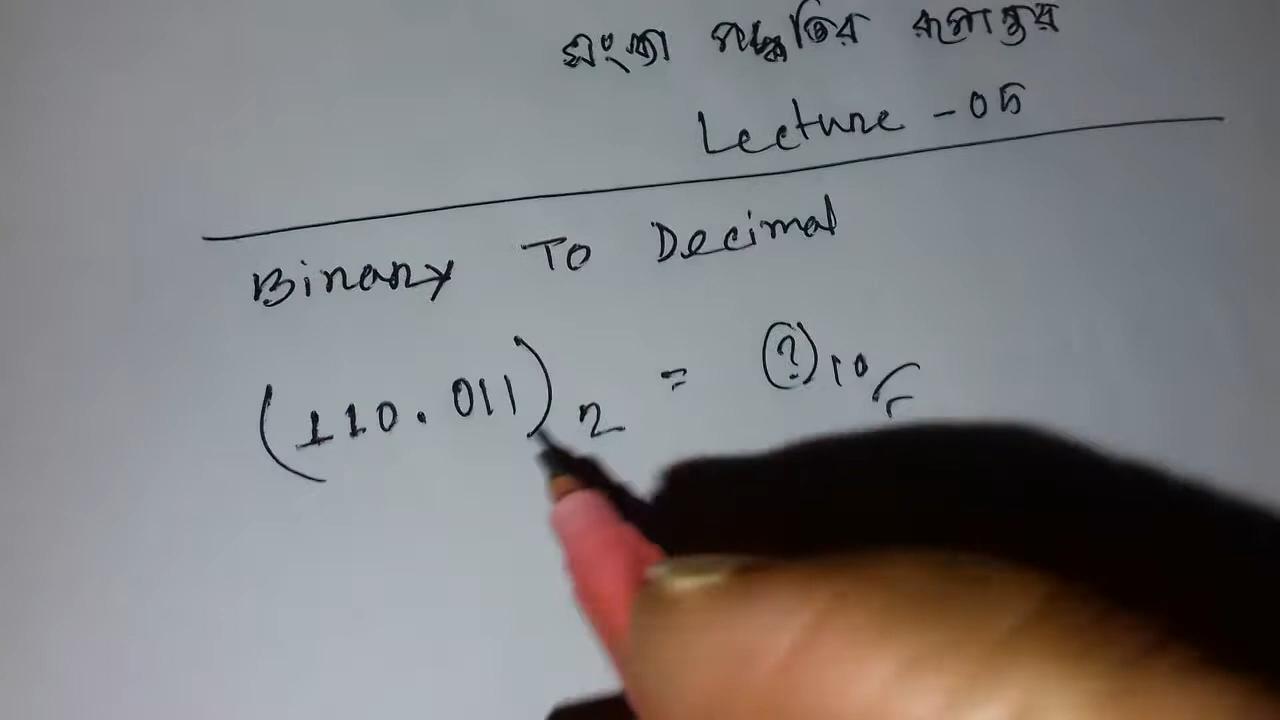 সংখ্যা পদ্ধতির রূপান্তর
Lecture - 05
Binary To Decimal
(110.011)2 = (?)10